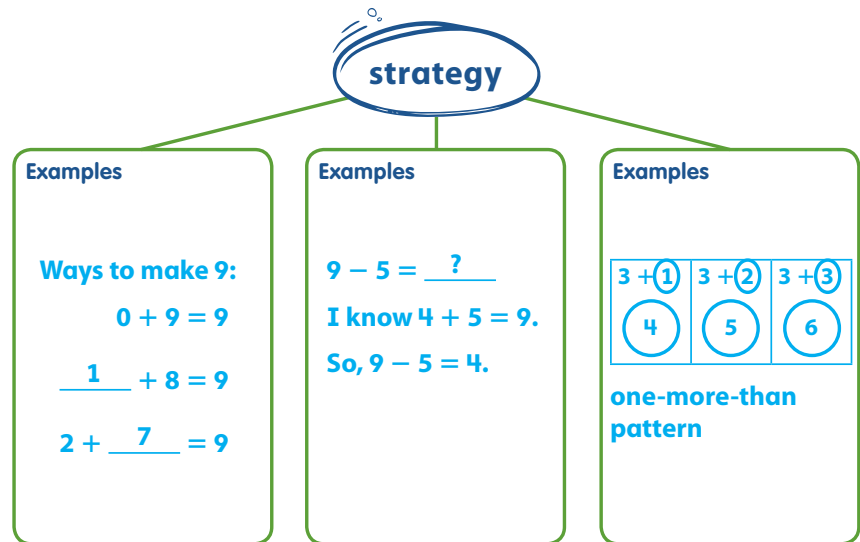 strategy
Examples
Ways to make 9:
0 + 9 = 9
1 + 8 = 9
2 + 7 = 9
Examples
9 − 5 = ?
I know 4 + 5 = 9.
So, 9 − 5 = 4.
Examples
3 + 1 3 + 2 3 + 3
4 5 6
one-more-than
pattern